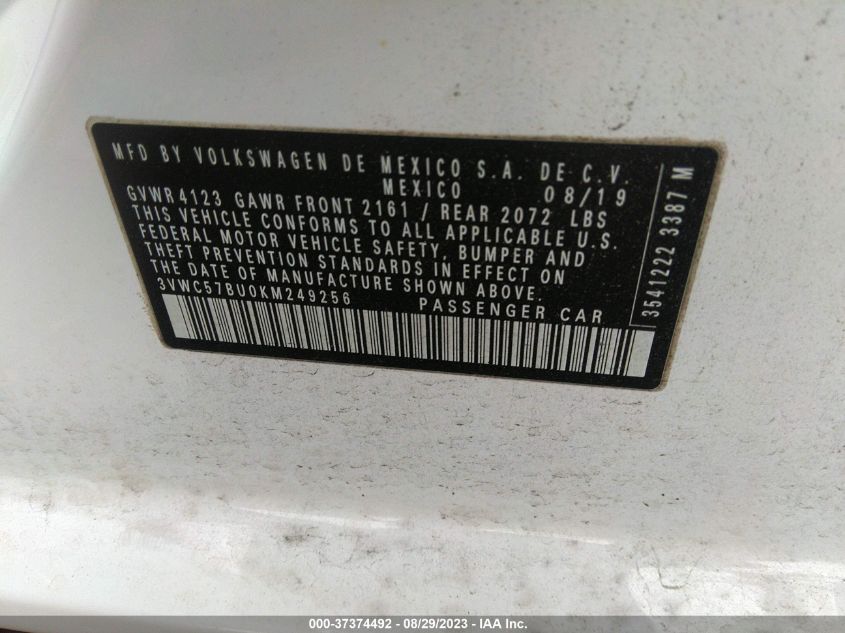 MFD BY VOLKSWAGEN DE MEXICO S.A. DE C.V.
MEXICO 08/19
GVWR 4123 GAWR FRONT 2161 / REAR 2072 LBS
THIS VEHICLE CONFORMS TO ALL APPLICABLE U.S.
FEDERAL MOTOR VEHICLE SAFETY, BUMPER AND
THEFT PREVENTION STANDARDS IN EFFECT ON
THE DATE OF MANUFACTURE SHOWN ABOVE.
3VWC57BU0KM249256 PASSENGER CAR
3541222 3387 M
000-37374492 - 08/29/2023 - IAA Inc.